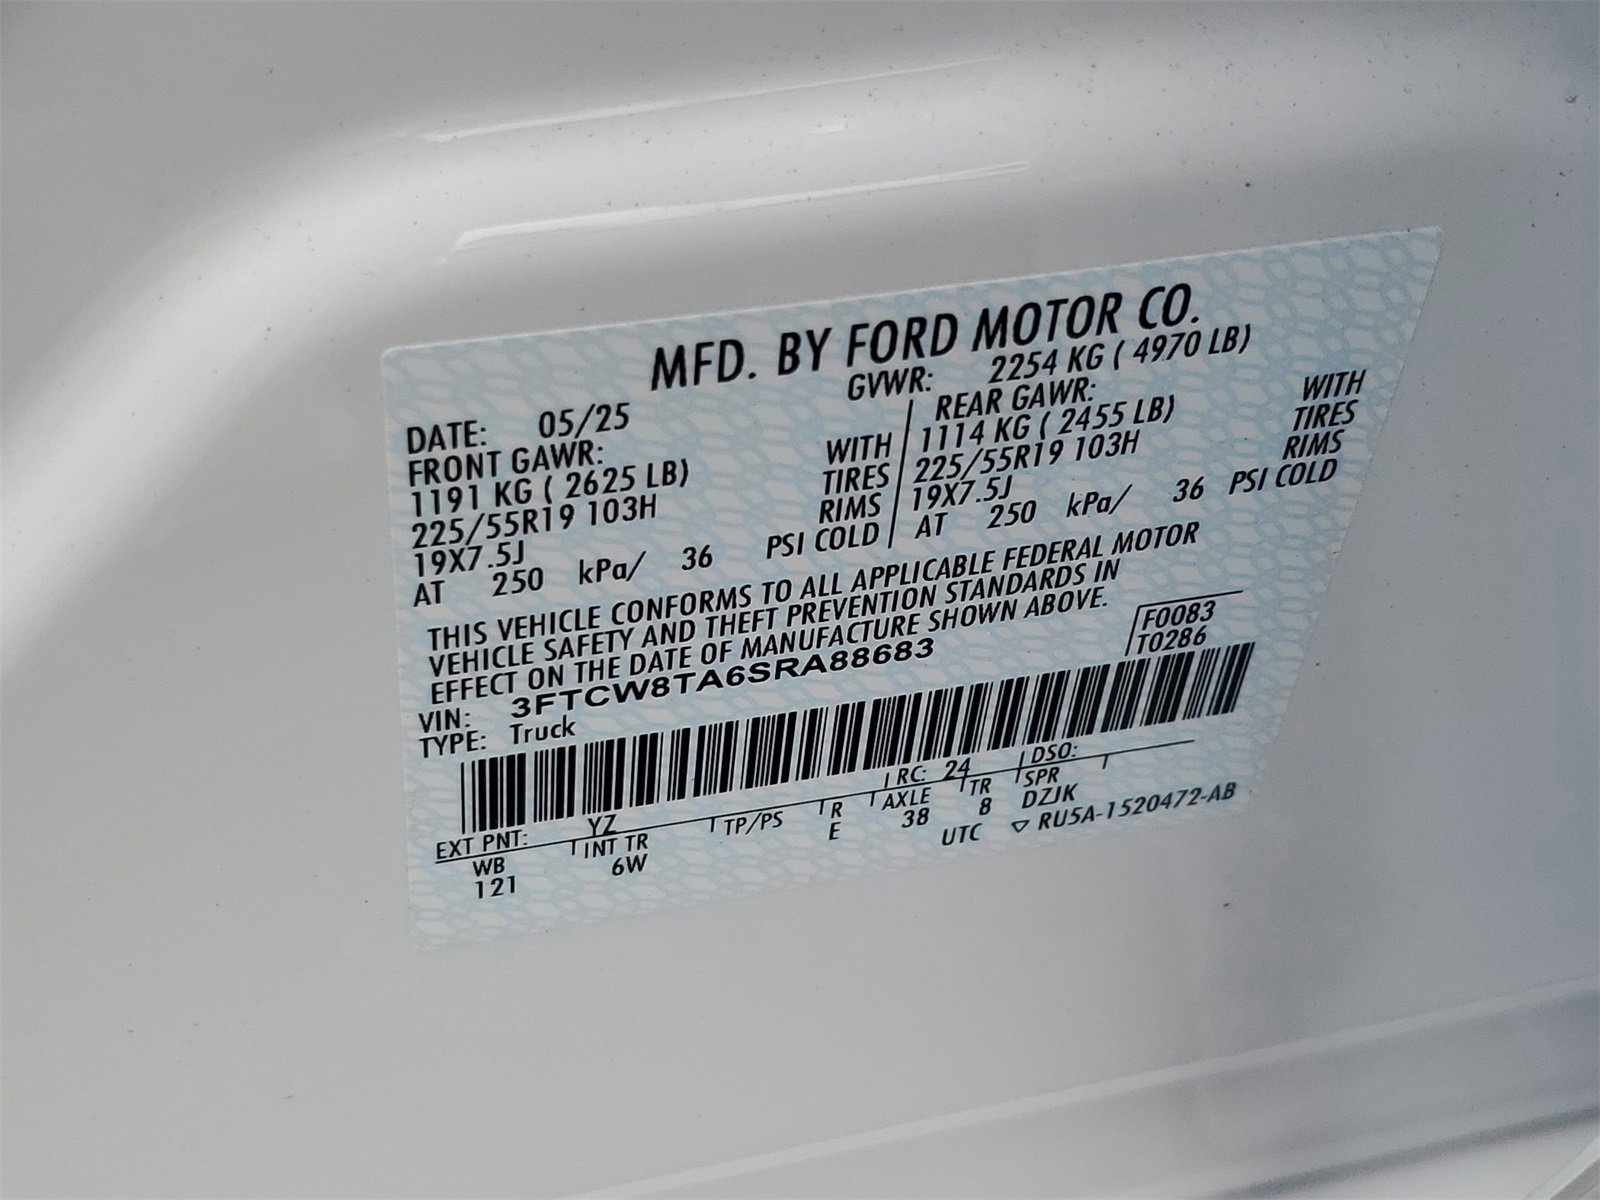 MFD. BY FORD MOTOR CO.
DATE: 05/25 GVWR: 2254 KG ( 4970 LB)
FRONT GAWR: REAR GAWR:
1191 KG ( 2625 LB) WITH 1114 KG ( 2455 LB) WITH
225/55R19 103H TIRES 225/55R19 103H TIRES
19X7.5J RIMS 19X7.5J RIMS
AT 250 kPa/ 36 PSI COLD AT 250 kPa/ 36 PSI COLD
THIS VEHICLE CONFORMS TO ALL APPLICABLE FEDERAL MOTOR
VEHICLE SAFETY AND THEFT PREVENTION STANDARDS IN
EFFECT ON THE DATE OF MANUFACTURE SHOWN ABOVE.
VIN: 3FTCW8TA6SRA88683 F0083
TYPE: Truck T0286
EXT PNT: YZ RC: 24 DSO:
WB INT TR TP/PS R AXLE TR SPR
121 6W E 38 8 DZJK
UTC ▽ RU5A-1520472-AB